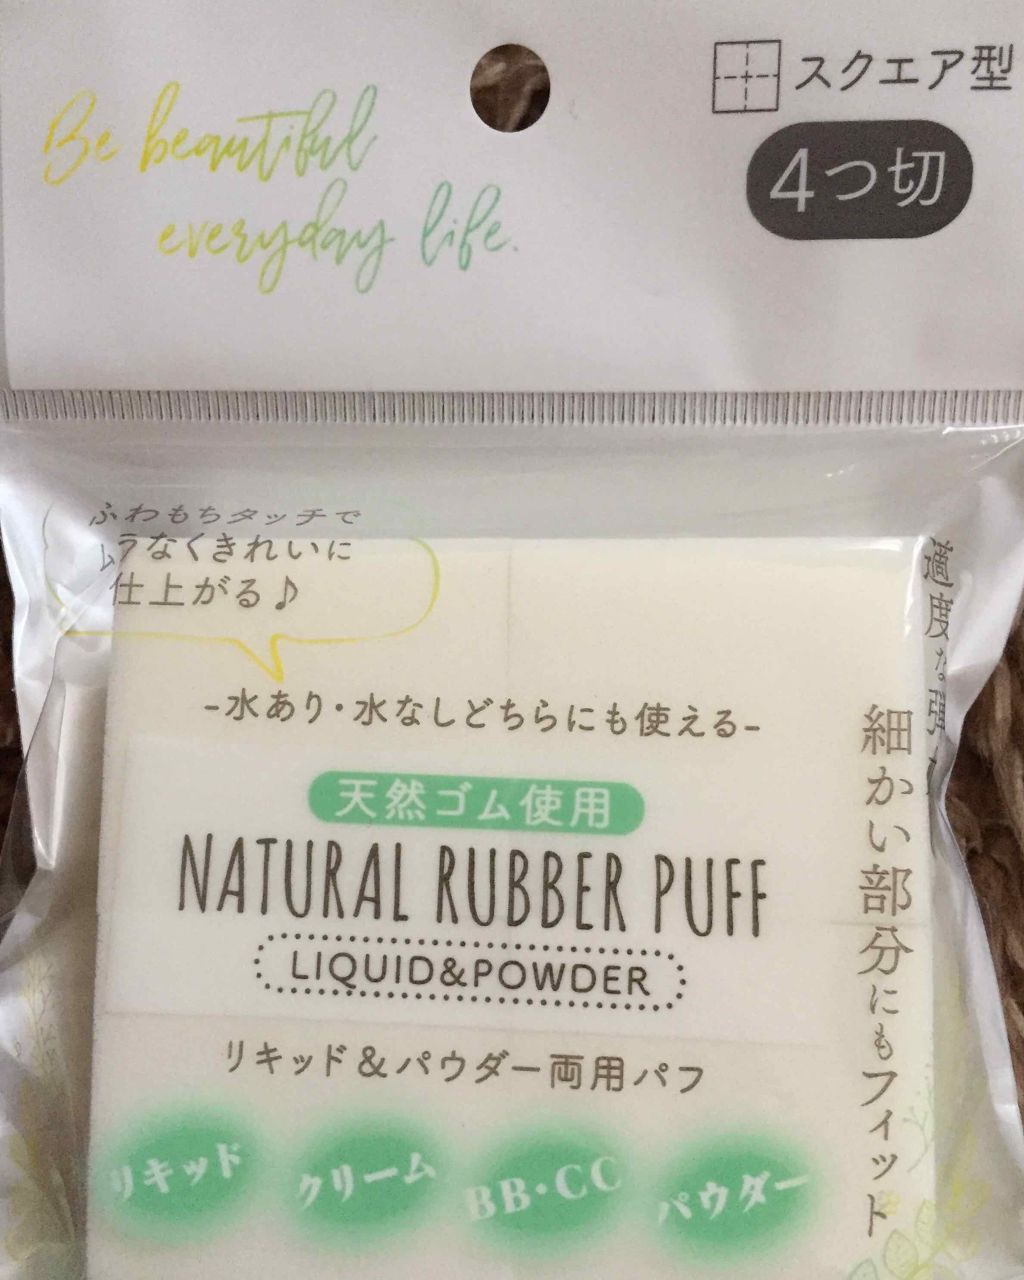 Be beautiful
everyday life.
スクエア型
4つ切
ふわもちタッチで
ムラなくきれいに
仕上がる♪
-水あり・水なしどちらにも使える-
天然ゴム使用
NATURAL RUBBER PUFF
LIQUID&POWDER
リキッド&パウダー両用パフ
リキッド
クリーム
BB・CC
パウダー
適度な弾
細かい部分にもフィット